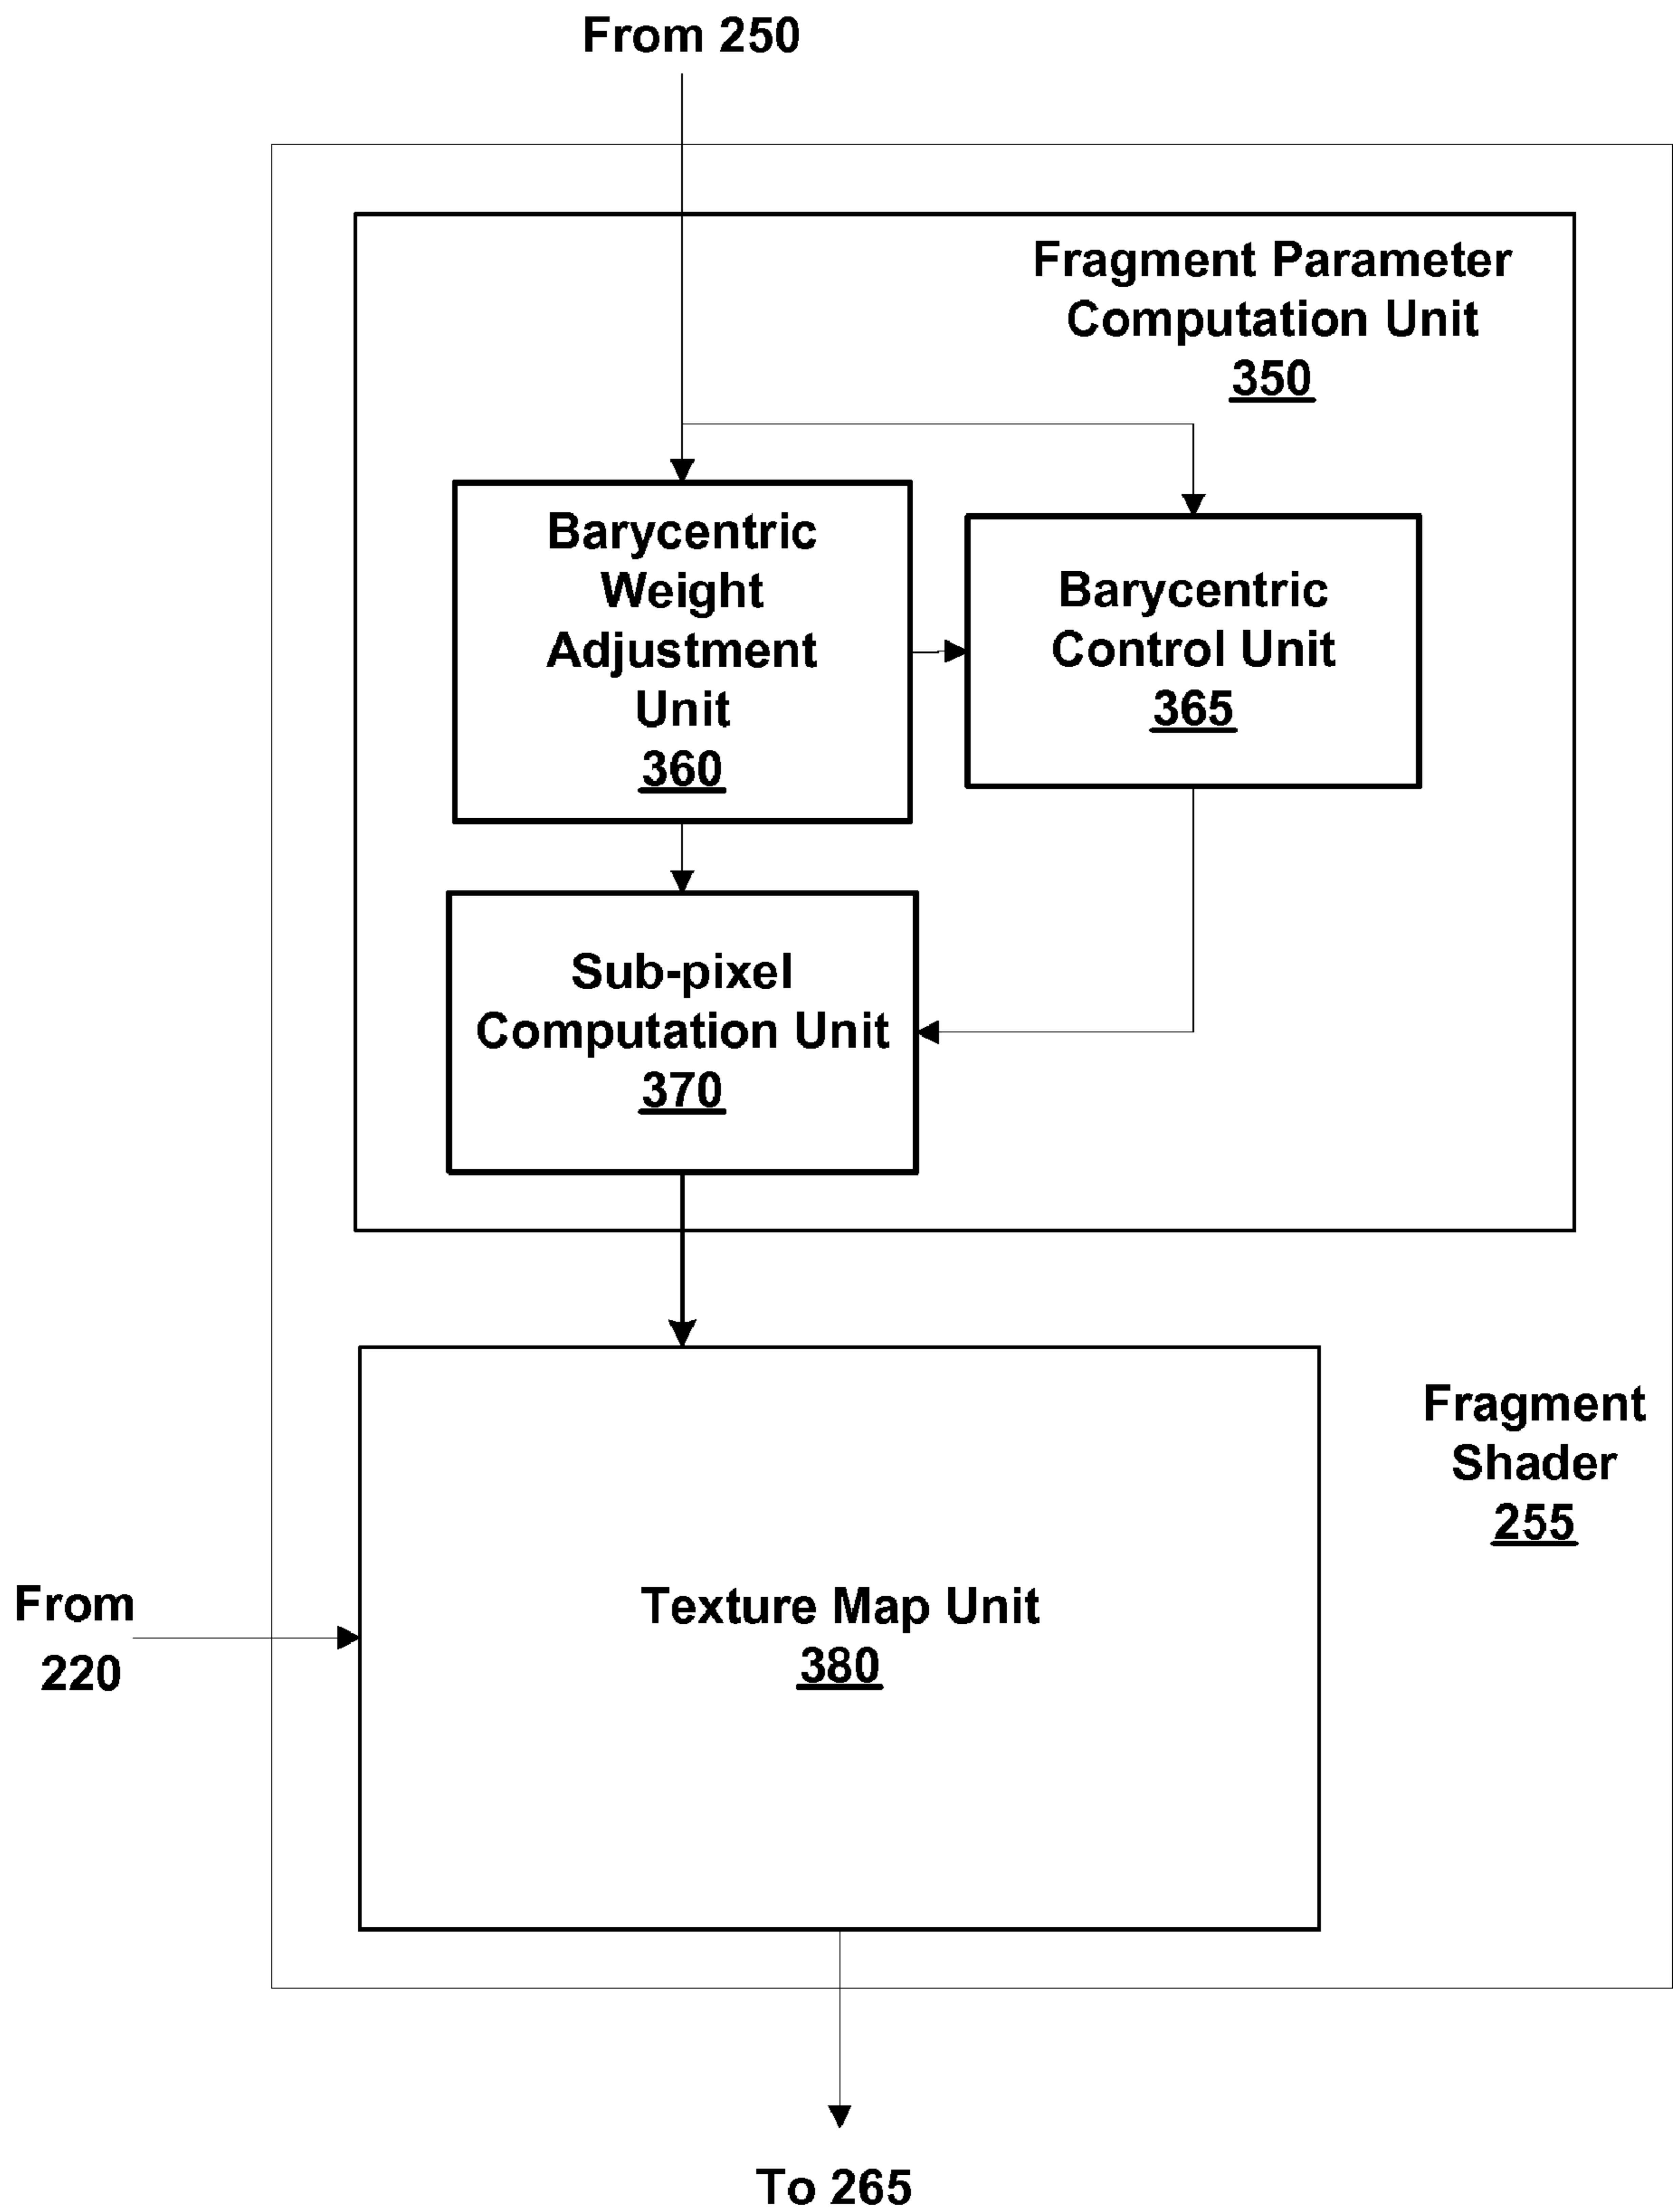 From 250
Fragment Parameter
Computation Unit
350
Barycentric
Weight
Adjustment
Unit
360
Barycentric
Control Unit
365
Sub-pixel
Computation Unit
370
Fragment
Shader
255
From
220
Texture Map Unit
380
To 265